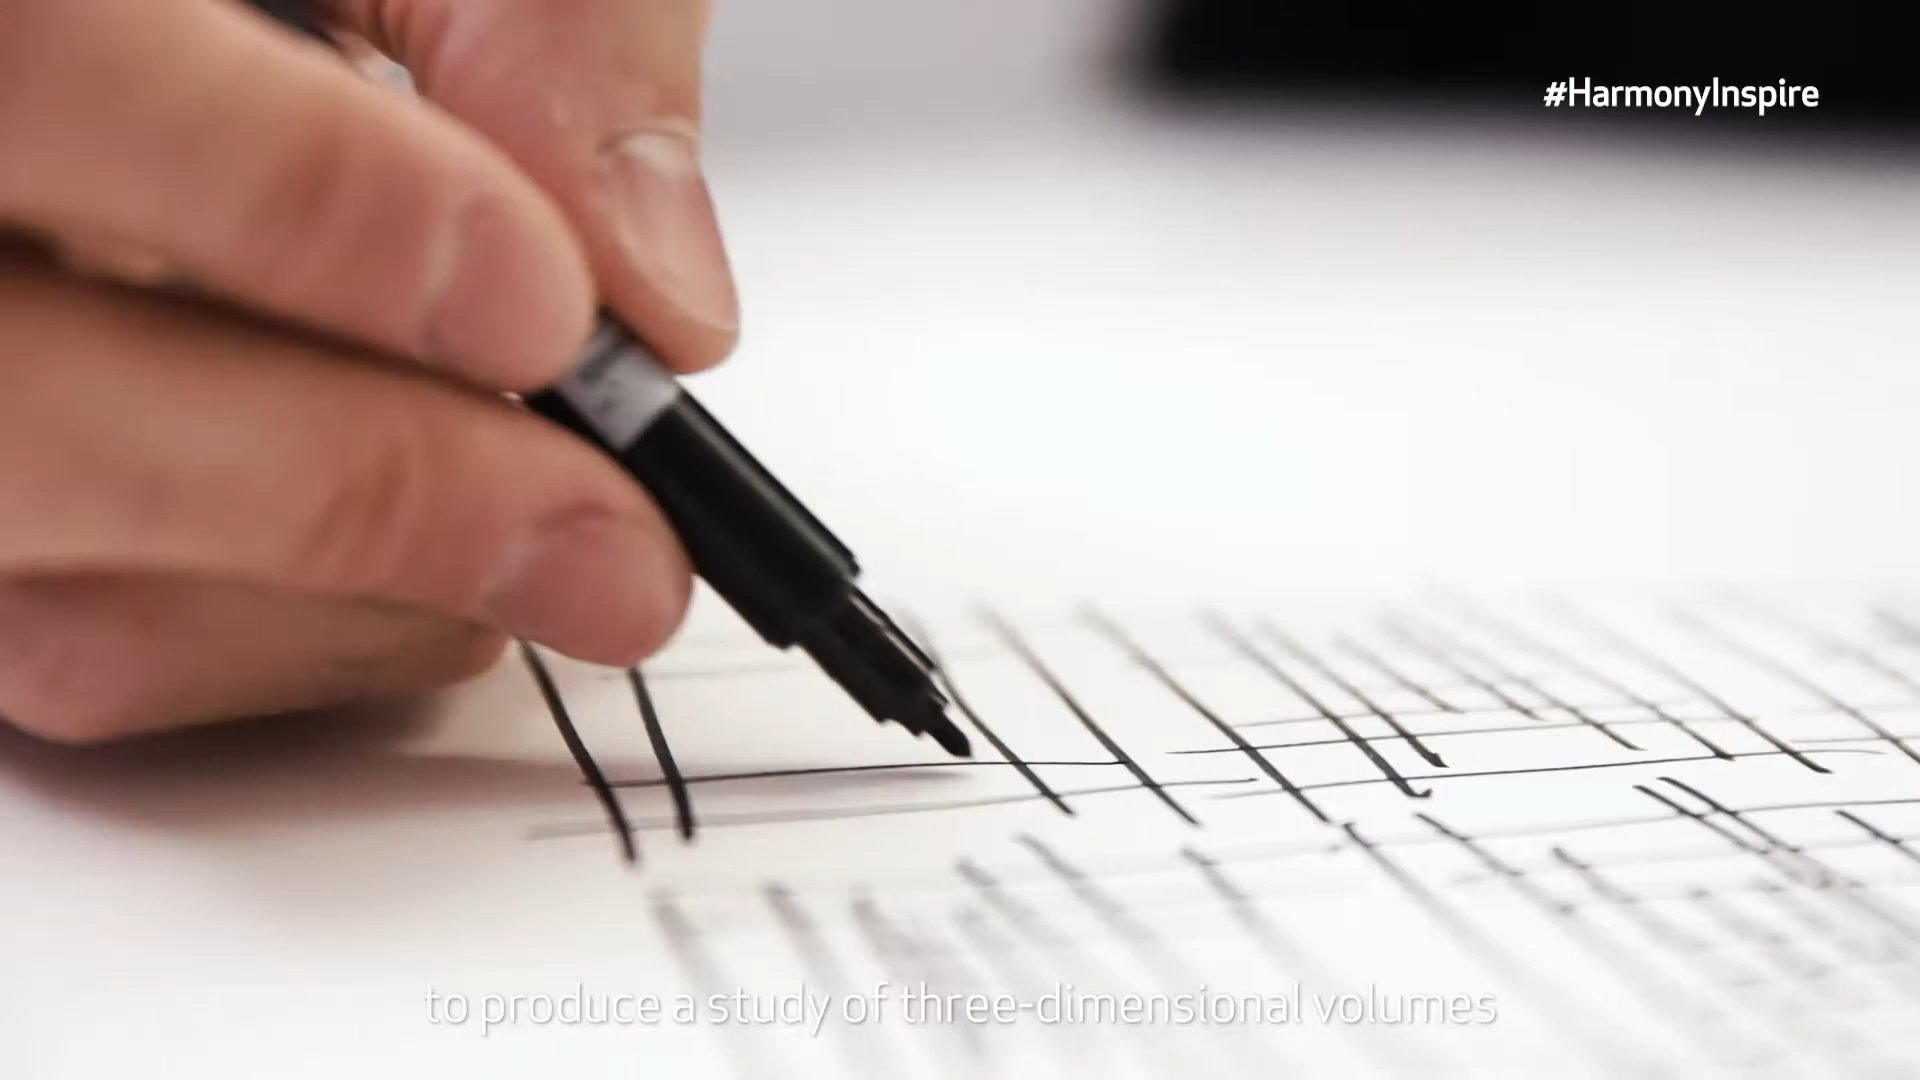 #HarmonyInspire
to produce a study of three-dimensional volumes